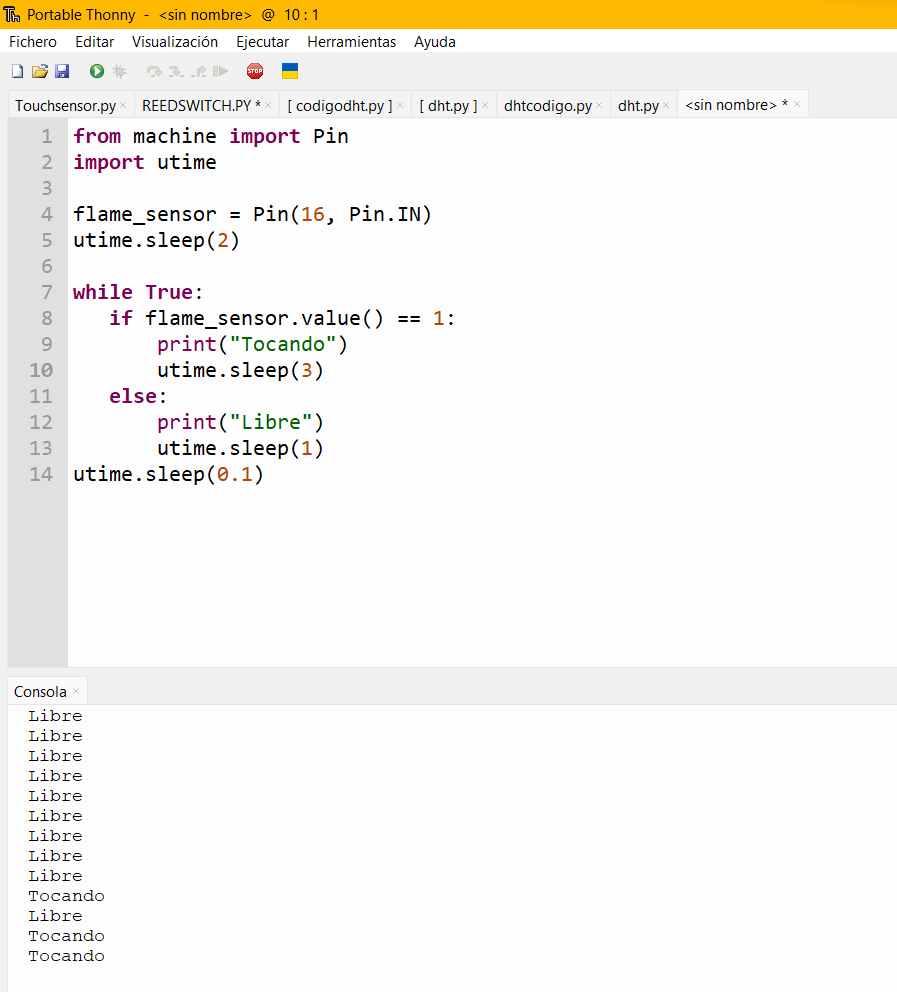 Portable Thonny - <sin nombre> @ 10 : 1
Fichero Editar Visualización Ejecutar Herramientas Ayuda
STOP
Touchsensor.py × REEDSWITCH.PY * × [ codigodht.py ] × [ dht.py ] × dhtcodigo.py × dht.py × <sin nombre> * ×
1 from machine import Pin
2 import utime
3
4 flame_sensor = Pin(16, Pin.IN)
5 utime.sleep(2)
6
7 while True:
8    if flame_sensor.value() == 1:
9        print("Tocando")
10        utime.sleep(3)
11    else:
12        print("Libre")
13        utime.sleep(1)
14 utime.sleep(0.1)
Consola ×
Libre
Libre
Libre
Libre
Libre
Libre
Libre
Libre
Libre
Tocando
Libre
Tocando
Tocando